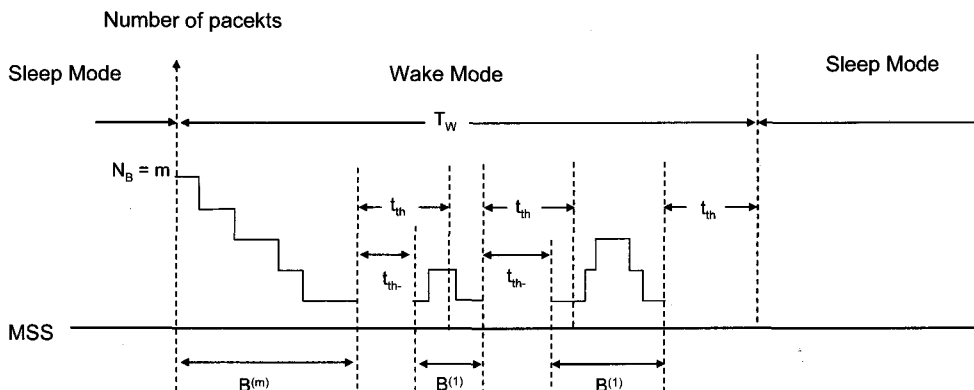 Number of pacekts
Sleep Mode
Wake Mode
Sleep Mode
T_W
N_B = m
t_th
t_th
t_th
t_th-
t_th-
MSS
B^(m)
B^(1)
B^(1)